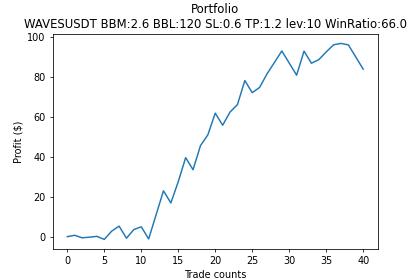 Portfolio
WAVESUSDT BBM:2.6 BBL:120 SL:0.6 TP:1.2 lev:10 WinRatio:66.0
100
80
60
40
20
0
Profit ($)
0 5 10 15 20 25 30 35 40
Trade counts